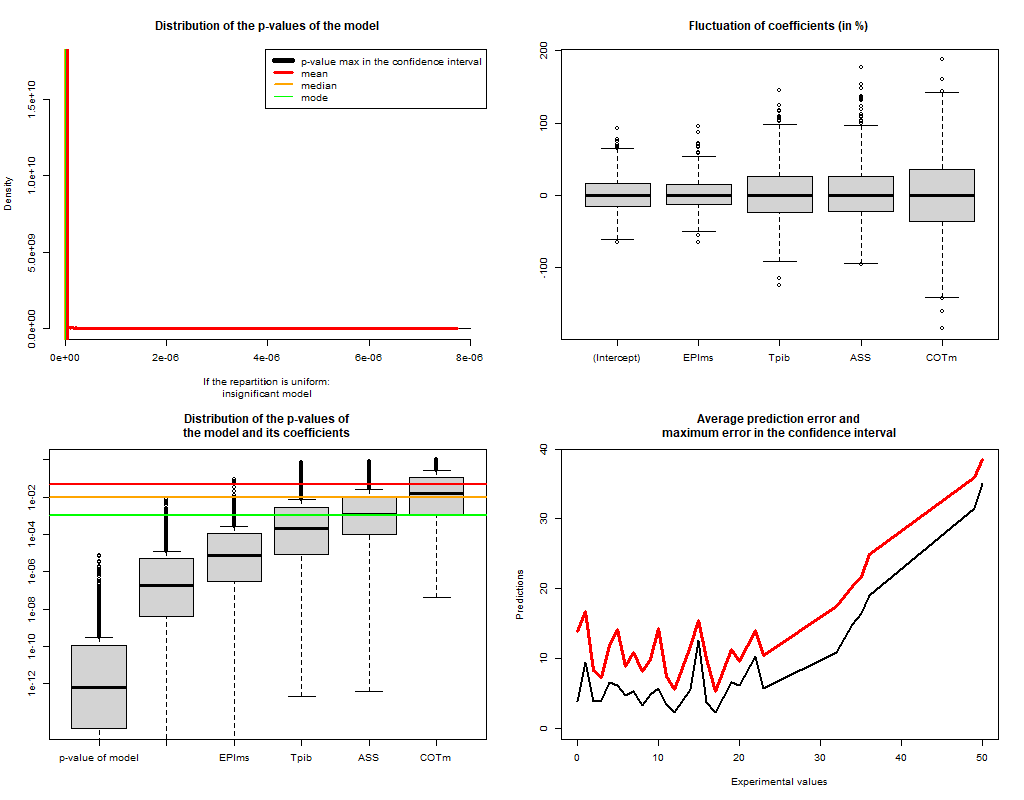 Distribution of the p-values of the model
Density
0.0e+00
5.0e+09
1.0e+10
1.5e+10
p-value max in the confidence interval
mean
median
mode
0e+00 2e-06 4e-06 6e-06 8e-06
If the repartition is uniform:
insignificant model
Fluctuation of coefficients (in %)
200
100
0
-100
(Intercept) EPIms Tpib ASS COTm
Distribution of the p-values of
the model and its coefficients
1e-02
1e-04
1e-06
1e-08
1e-10
1e-12
p-value of model EPIms Tpib ASS COTm
Average prediction error and
maximum error in the confidence interval
Predictions
40
30
20
10
0
0 10 20 30 40 50
Experimental values